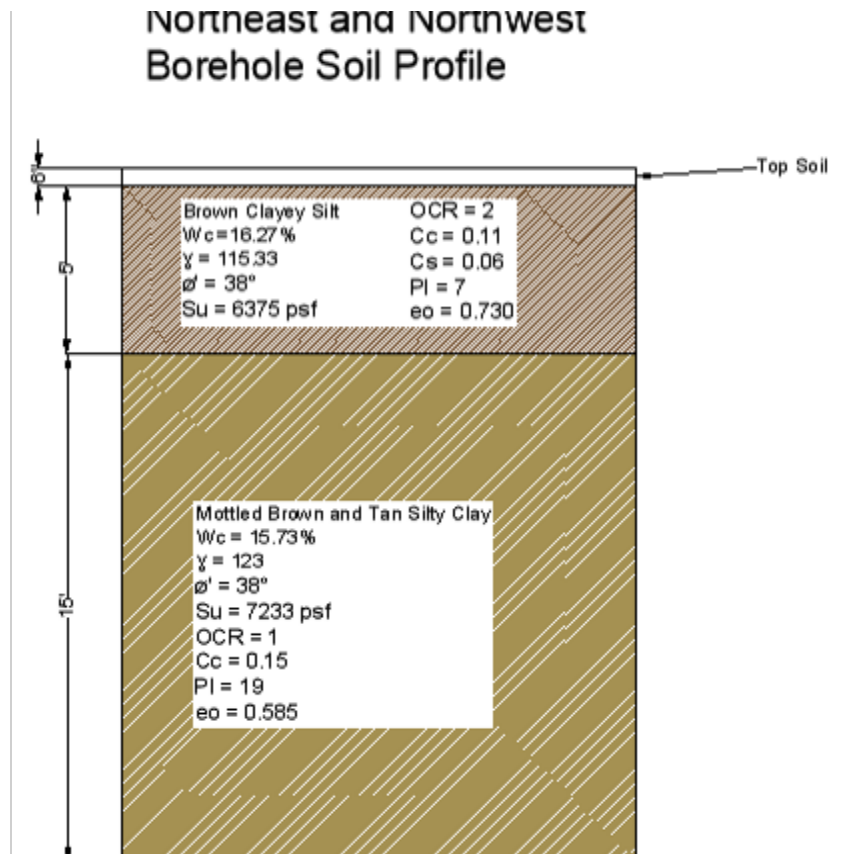 Northeast and Northwest
Borehole Soil Profile
6"
Top Soil
5'
Brown Clayey Silt
Wc=16.27%
ɣ = 115.33
ø' = 38°
Su = 6375 psf
OCR = 2
Cc = 0.11
Cs = 0.06
PI = 7
eo = 0.730
15'
Mottled Brown and Tan Silty Clay
Wc = 15.73%
ɣ = 123
ø' = 38°
Su = 7233 psf
OCR = 1
Cc = 0.15
PI = 19
eo = 0.585